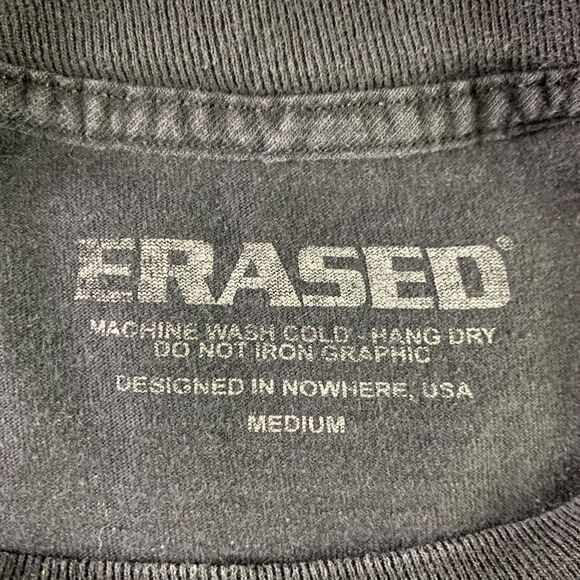 ERASED®
MACHINE WASH COLD - HANG DRY
DO NOT IRON GRAPHIC
DESIGNED IN NOWHERE, USA
MEDIUM